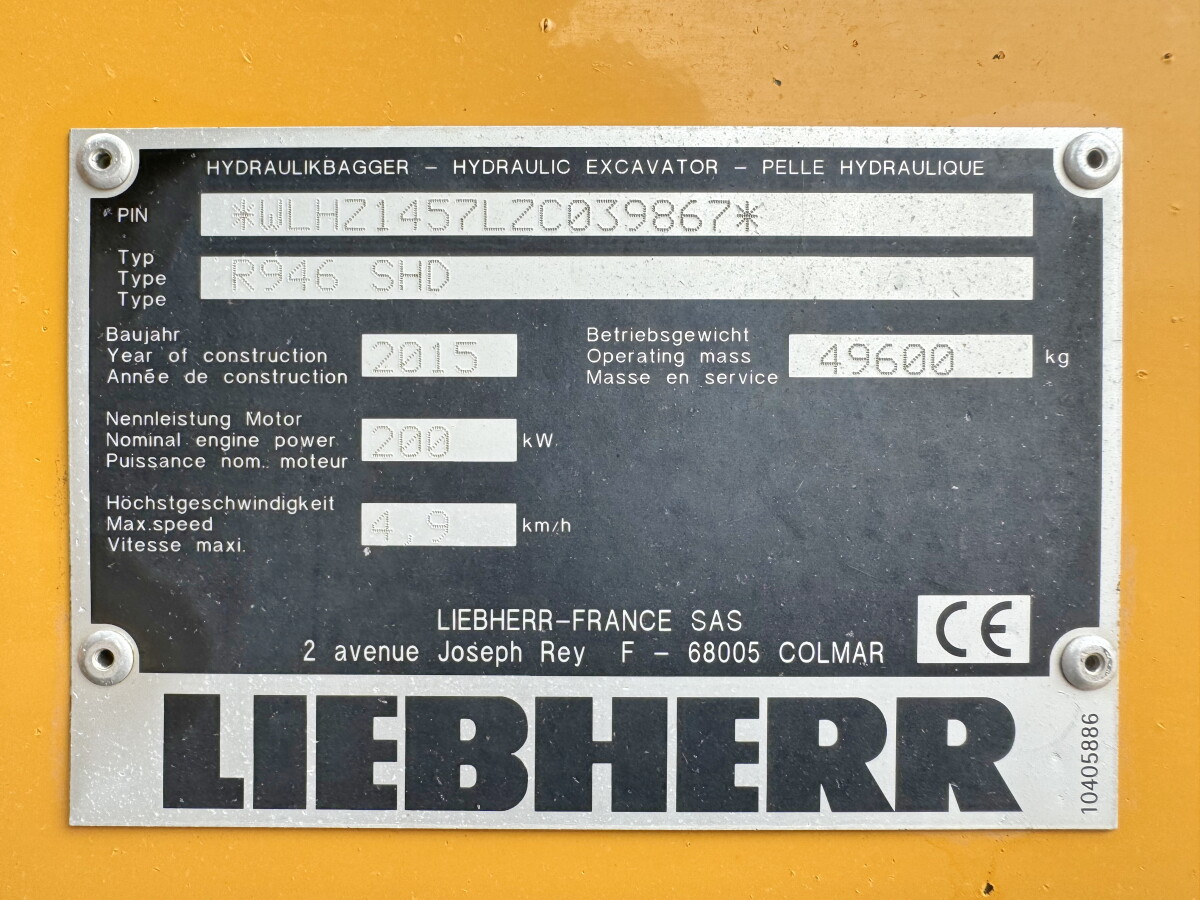 HYDRAULIKBAGGER – HYDRAULIC EXCAVATOR – PELLE HYDRAULIQUE
PIN *WLHZ1457LZC039867*
Typ
Type R946 SHD
Type
Baujahr
Year of construction 2015
Année de construction
Betriebsgewicht
Operating mass 49600 kg
Masse en service
Nennleistung Motor
Nominal engine power 200 kW
Puissance nom. moteur
Höchstgeschwindigkeit
Max.speed 4,9 km/h
Vitesse maxi.
LIEBHERR-FRANCE SAS
2 avenue Joseph Rey F – 68005 COLMAR
CE
LIEBHERR
10405886